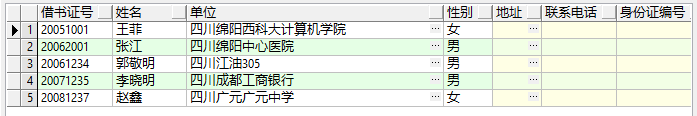 借书证号 姓名 单位 性别 地址 联系电话 身份证编号
1 20051001 王菲 四川绵阳西科大计算机学院 ... 女 ...
2 20062001 张江 四川绵阳中心医院 ... 男 ...
3 20061234 郭敬明 四川江油305 ... 男 ...
4 20071235 李晓明 四川成都工商银行 ... 男 ...
5 20081237 赵鑫 四川广元广元中学 ... 女 ...